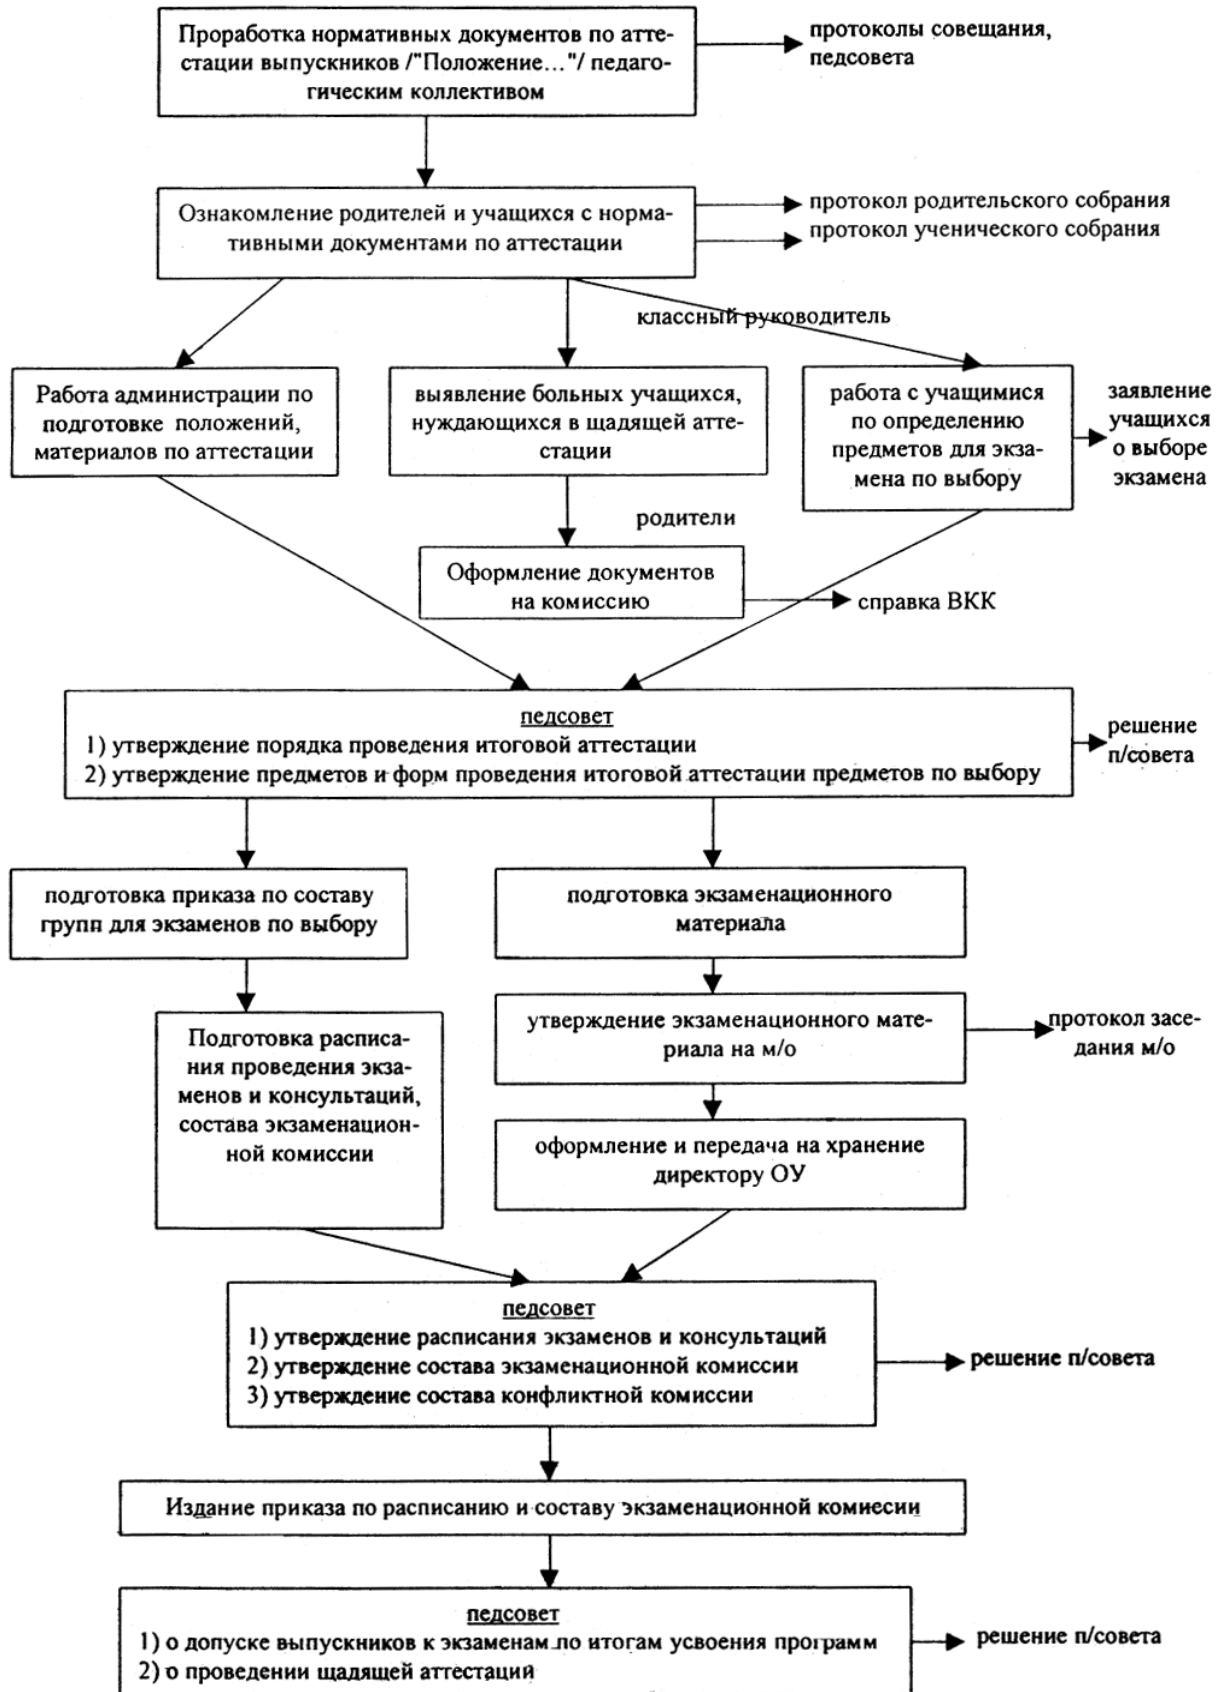 Проработка нормативных документов по атте-
стации выпускников /"Положение..."/ педаго-
гическим коллективом
протоколы совещания,
педсовета
Ознакомление родителей и учащихся с норма-
тивными документами по аттестации
протокол родительского собрания
протокол ученического собрания
классный руководитель
Работа администрации по
подготовке положений,
материалов по аттестации
выявление больных учащихся,
нуждающихся в щадящей атте-
стации
работа с учащимися
по определению
предметов для экза-
мена по выбору
заявление
учащихся
о выборе
экзамена
родители
Оформление документов
на комиссию
справка ВКК
педсовет
1) утверждение порядка проведения итоговой аттестации
2) утверждение предметов и форм проведения итоговой аттестации предметов по выбору
решение
п/совета
подготовка приказа по составу
групп для экзаменов по выбору
подготовка экзаменационного
материала
Подготовка расписа-
ния проведения экза-
менов и консультаций,
состава экзаменацион-
ной комиссии
утверждение экзаменационного мате-
риала на м/о
протокол засе-
дания м/о
оформление и передача на хранение
директору ОУ
педсовет
1) утверждение расписания экзаменов и консультаций
2) утверждение состава экзаменационной комиссии
3) утверждение состава конфликтной комиссии
решение п/совета
Издание приказа по расписанию и составу экзаменационной комиссии
педсовет
1) о допуске выпускников к экзаменам по итогам усвоения программ
2) о проведении щадящей аттестаций
решение п/совета